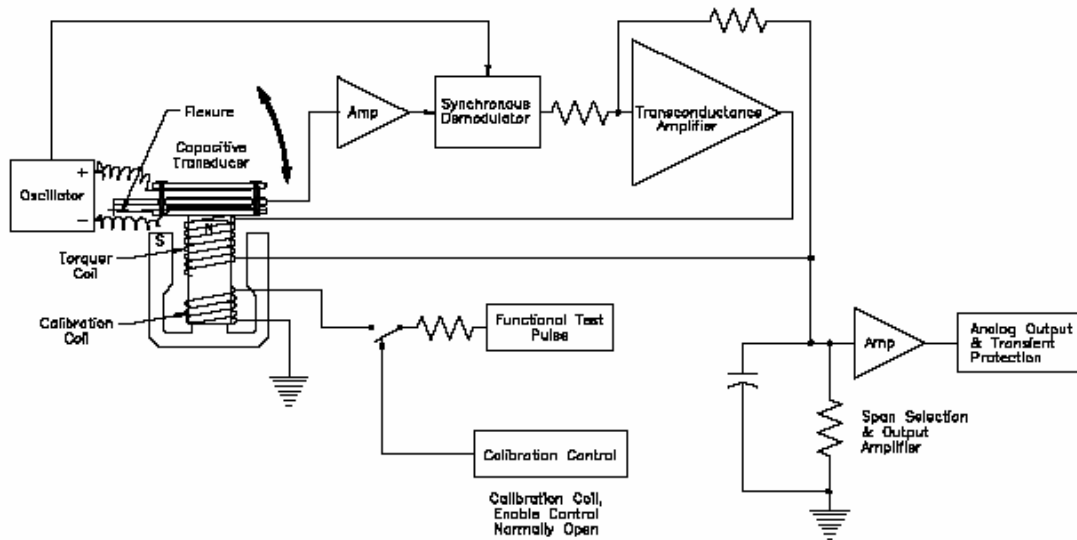 Flexure
Capacitive
Transducer
Oscillator
+
−
Amp
Synchronous
Demodulator
Transconductance
Amplifier
S
N
Torquer
Coil
Calibration
Coil
Functional Test
Pulse
Calibration Control
Calibration Coil,
Enable Control
Normally Open
Amp
Analog Output
& Transient
Protection
Span Selection
& Output
Amplifier